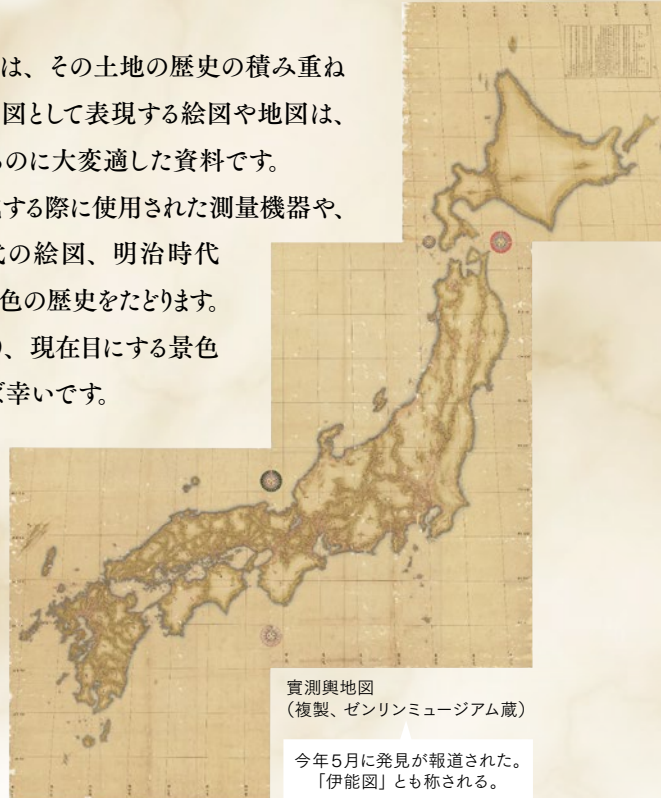 は、その土地の歴史の積み重ね
図として表現する絵図や地図は、
のに大変適した資料です。
する際に使用された測量機器や、
の絵図、明治時代
色の歴史をたどります。
、現在目にする景色
幸いです。
實測輿地図
（複製、ゼンリンミュージアム蔵）
今年5月に発見が報道された。
「伊能図」とも称される。